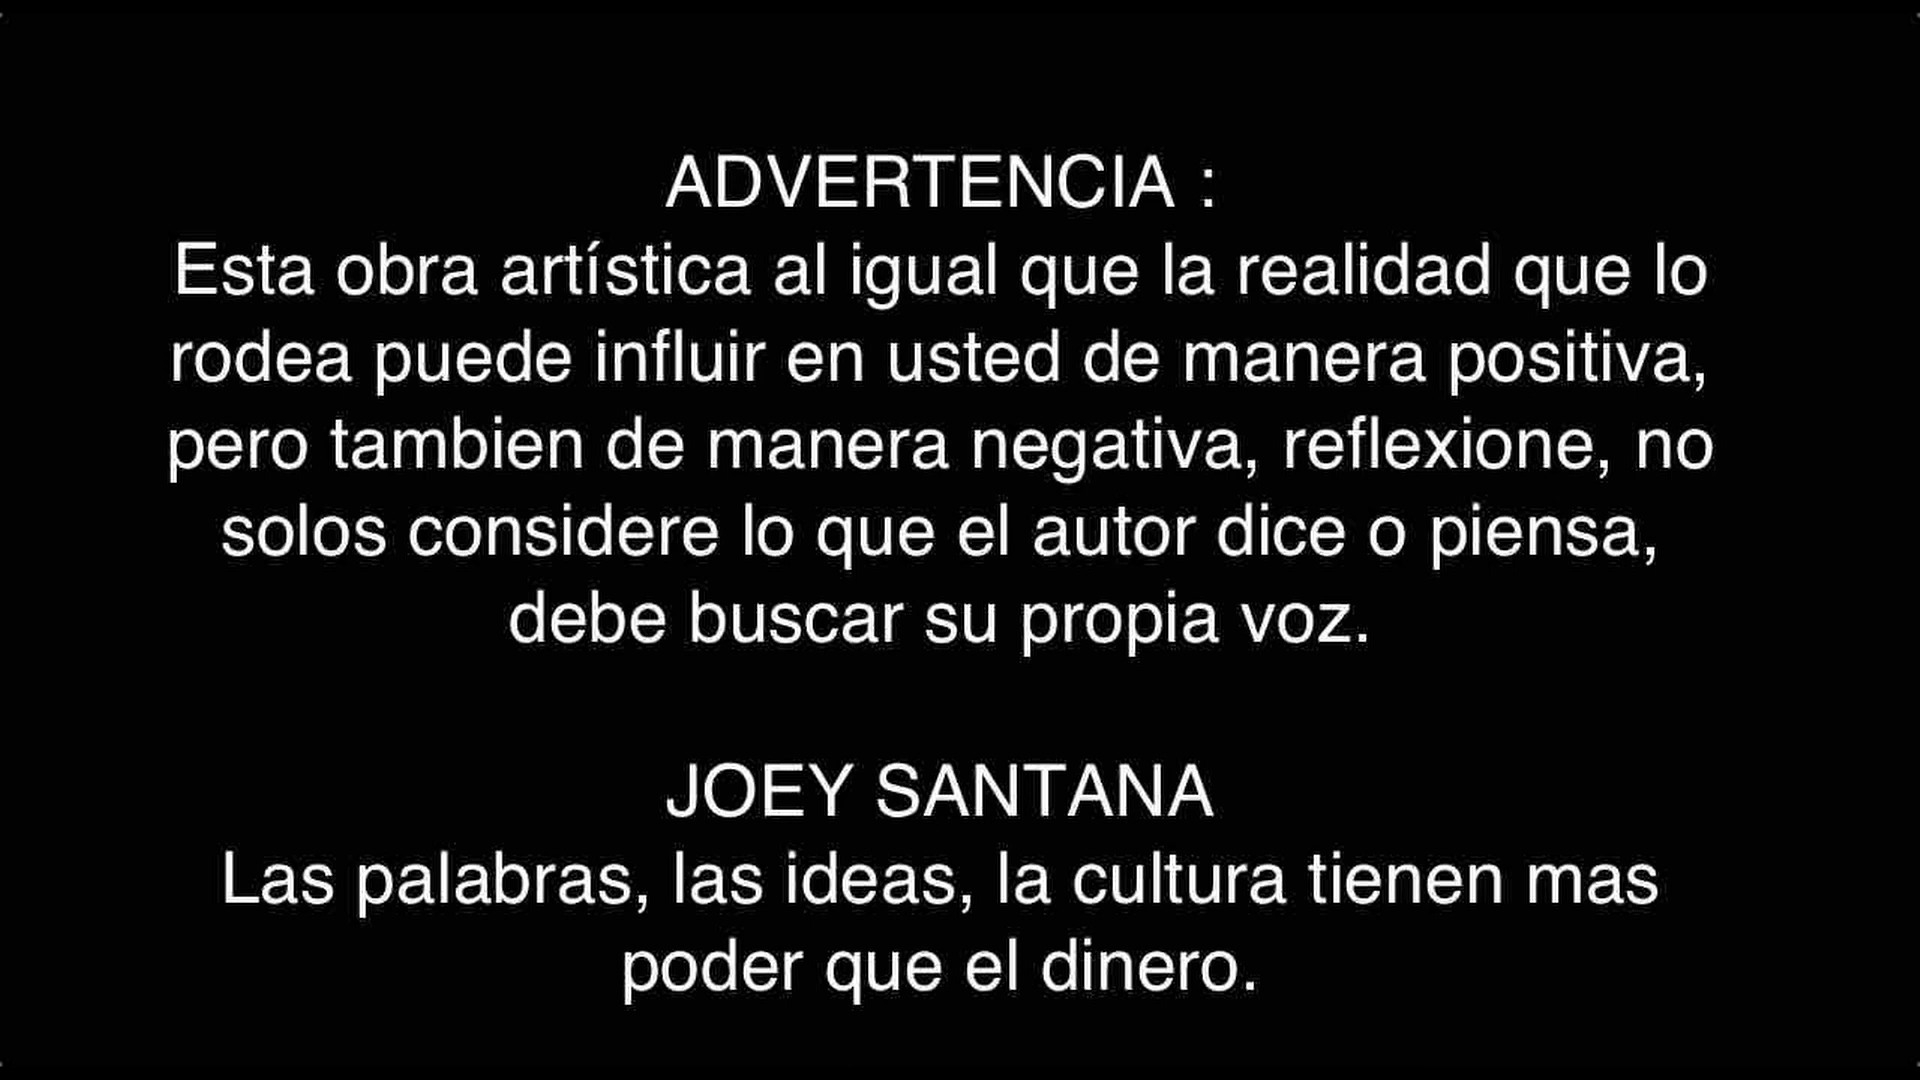 ADVERTENCIA :
Esta obra artística al igual que la realidad que lo
rodea puede influir en usted de manera positiva,
pero tambien de manera negativa, reflexione, no
solos considere lo que el autor dice o piensa,
debe buscar su propia voz.
JOEY SANTANA
Las palabras, las ideas, la cultura tienen mas
poder que el dinero.